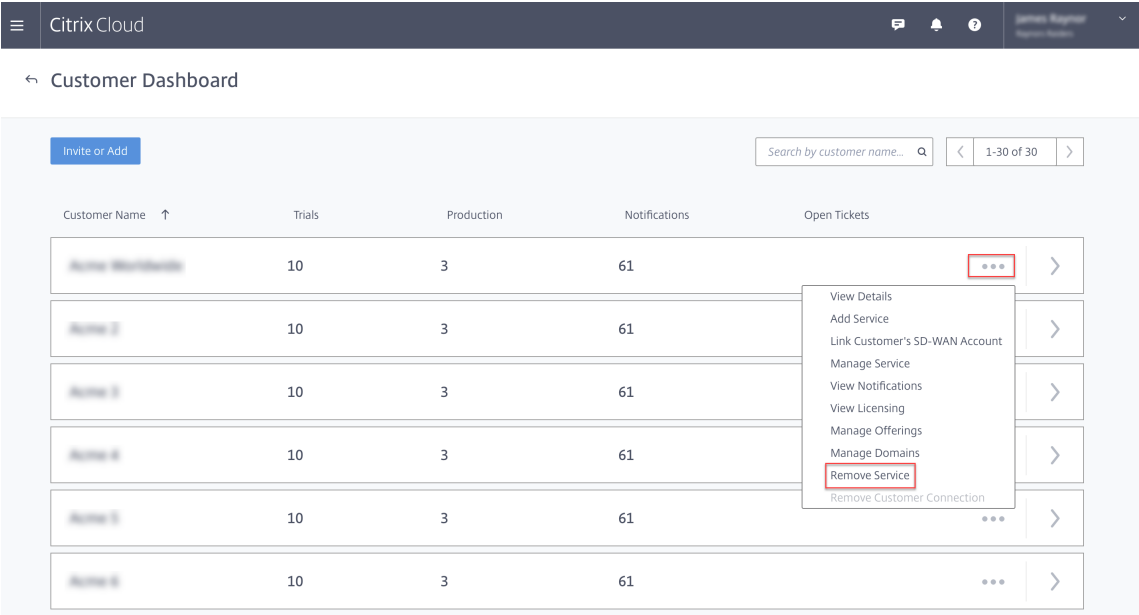 Citrix Cloud
Customer Dashboard
Invite or Add
Search by customer name...
1-30 of 30
Customer Name Trials Production Notifications Open Tickets
10 3 61
View Details
Add Service
10 3 61
Link Customer's SD-WAN Account
Manage Service
View Notifications
10 3 61
View Licensing
Manage Offerings
Manage Domains
10 3 61
Remove Service
Remove Customer Connection
10 3 61
10 3 61